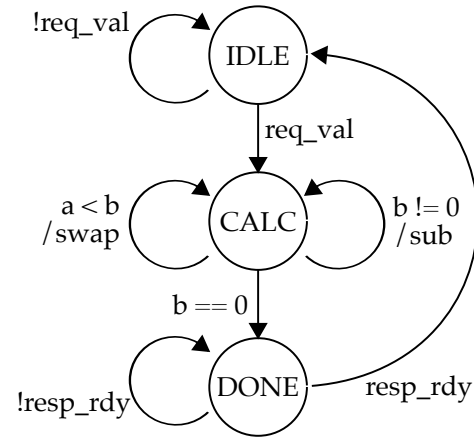 !req_val
IDLE
req_val
a < b
/swap
CALC
b != 0
/sub
b == 0
!resp_rdy
DONE
resp_rdy